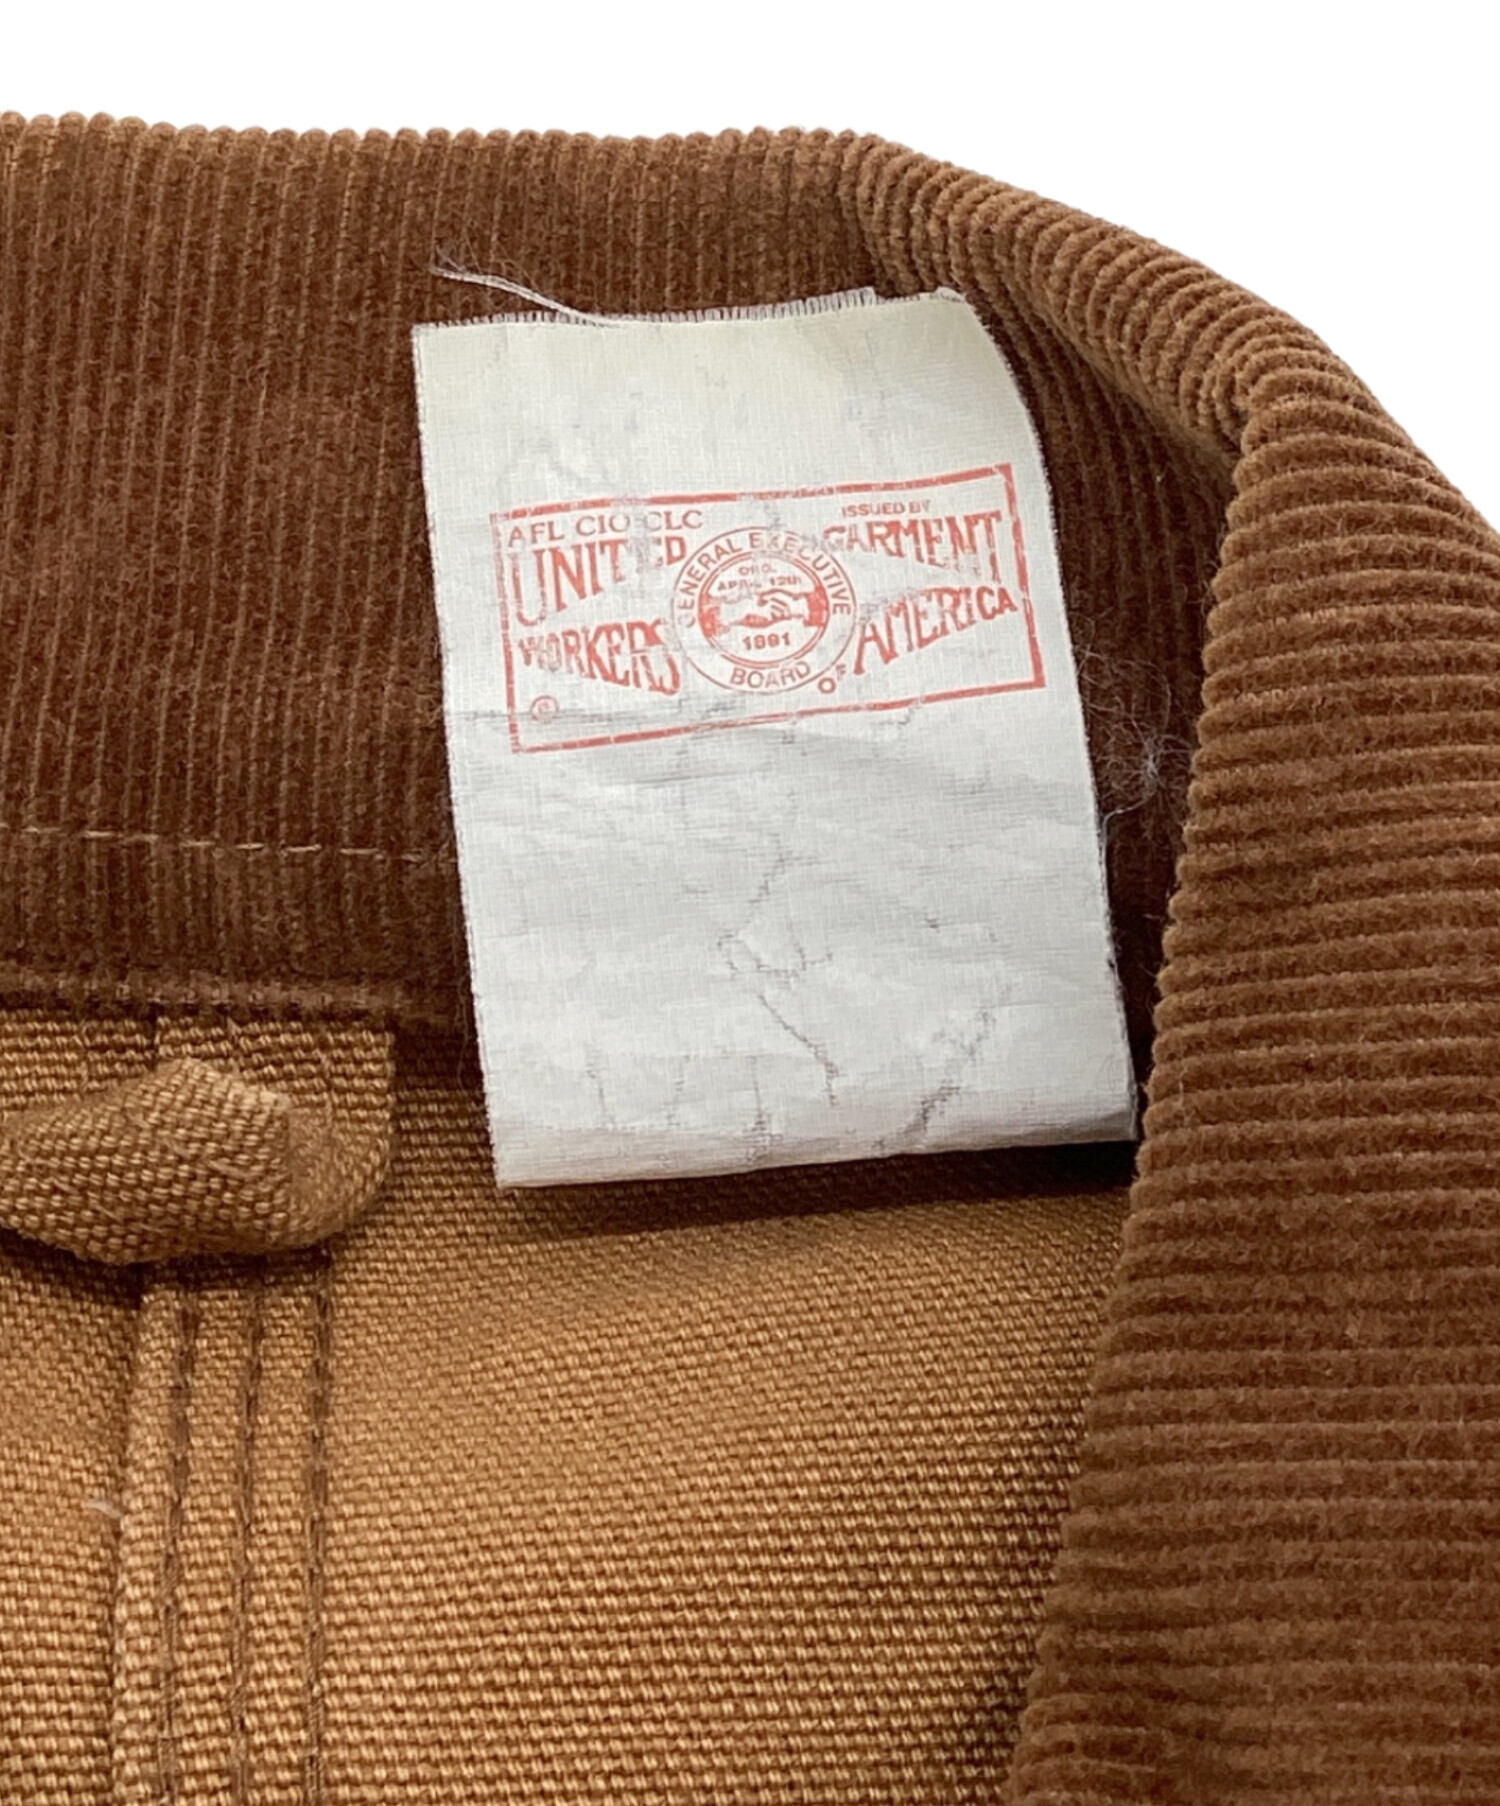 AFL CIO CLC
UNITED
WORKERS
ISSUED BY
GARMENT
OF AMERICA
GENERAL EXECUTIVE
BOARD
ORG.
APRIL 12th
1891
®